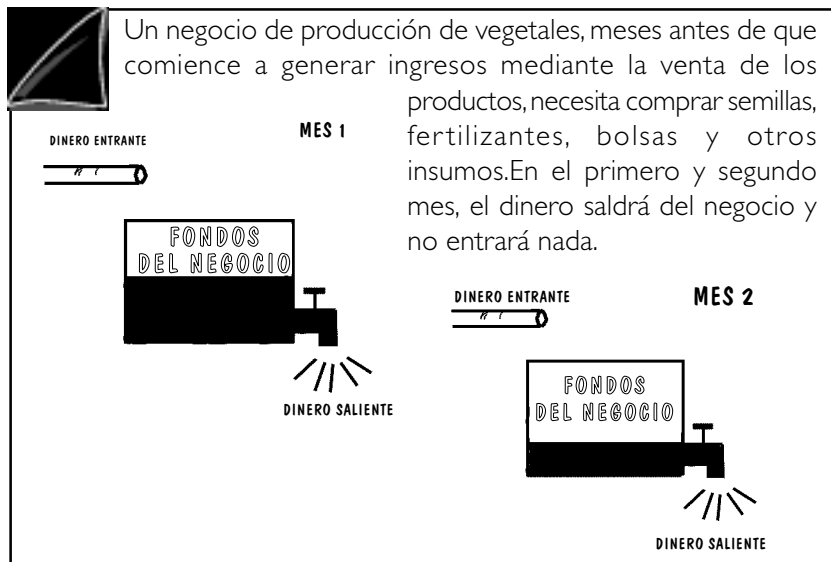 Un negocio de producción de vegetales, meses antes de que
comience a generar ingresos mediante la venta de los
productos, necesita comprar semillas,
fertilizantes, bolsas y otros
insumos.En el primero y segundo
mes, el dinero saldrá del negocio y
no entrará nada.
MES 1
DINERO ENTRANTE
FONDOS
DEL NEGOCIO
DINERO SALIENTE
MES 2
DINERO ENTRANTE
FONDOS
DEL NEGOCIO
DINERO SALIENTE